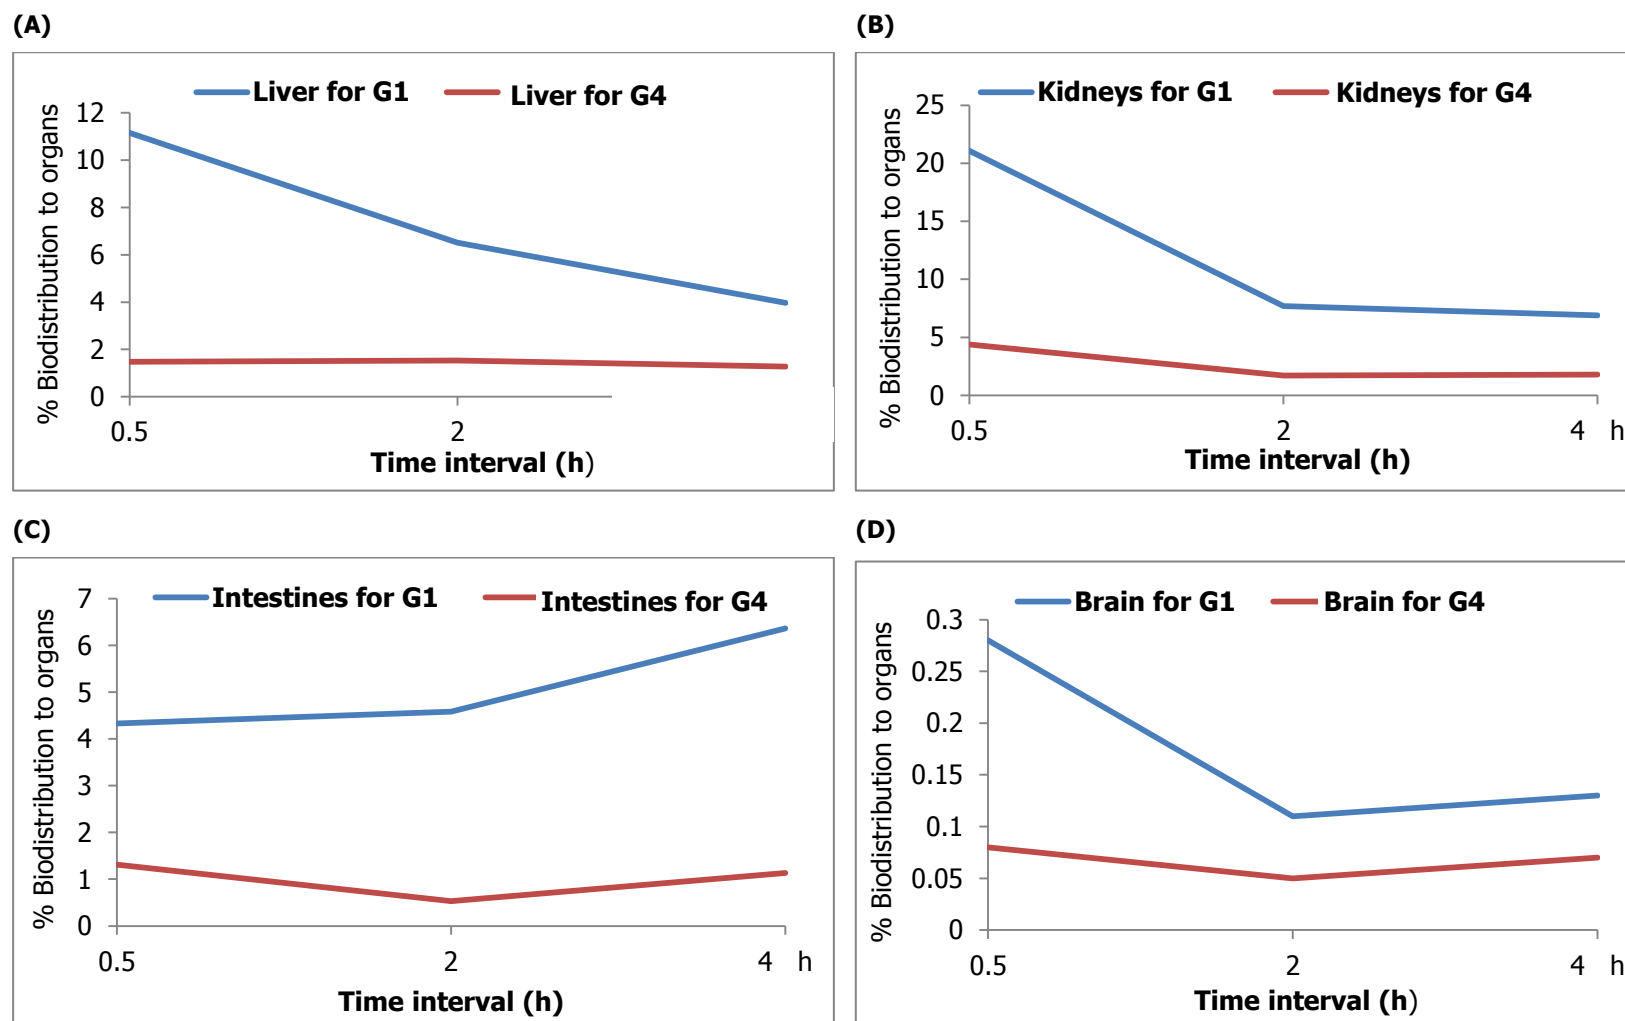 (A)
Liver for G1 Liver for G4
% Biodistribution to organs
12
10
8
6
4
2
0
0.5 2
Time interval (h)
(B)
Kidneys for G1 Kidneys for G4
% Biodistribution to organs
25
20
15
10
5
0
0.5 2 4 h
Time interval (h)
(C)
Intestines for G1 Intestines for G4
% Biodistribution to organs
7
6
5
4
3
2
1
0
0.5 2 4 h
Time interval (h)
(D)
Brain for G1 Brain for G4
% Biodistribution to organs
0.3
0.25
0.2
0.15
0.1
0.05
0
0.5 2 4 h
Time interval (h)